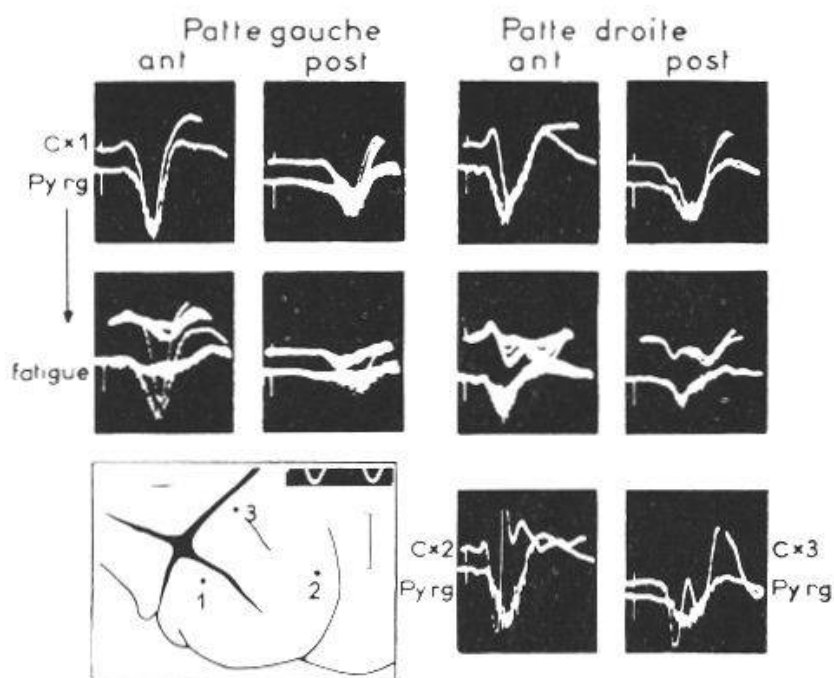 Patte gauche
Patte droite
ant
post
ant
post
C×1
Py rg
fatigue
3
1
2
C×2
Py rg
C×3
Py rg